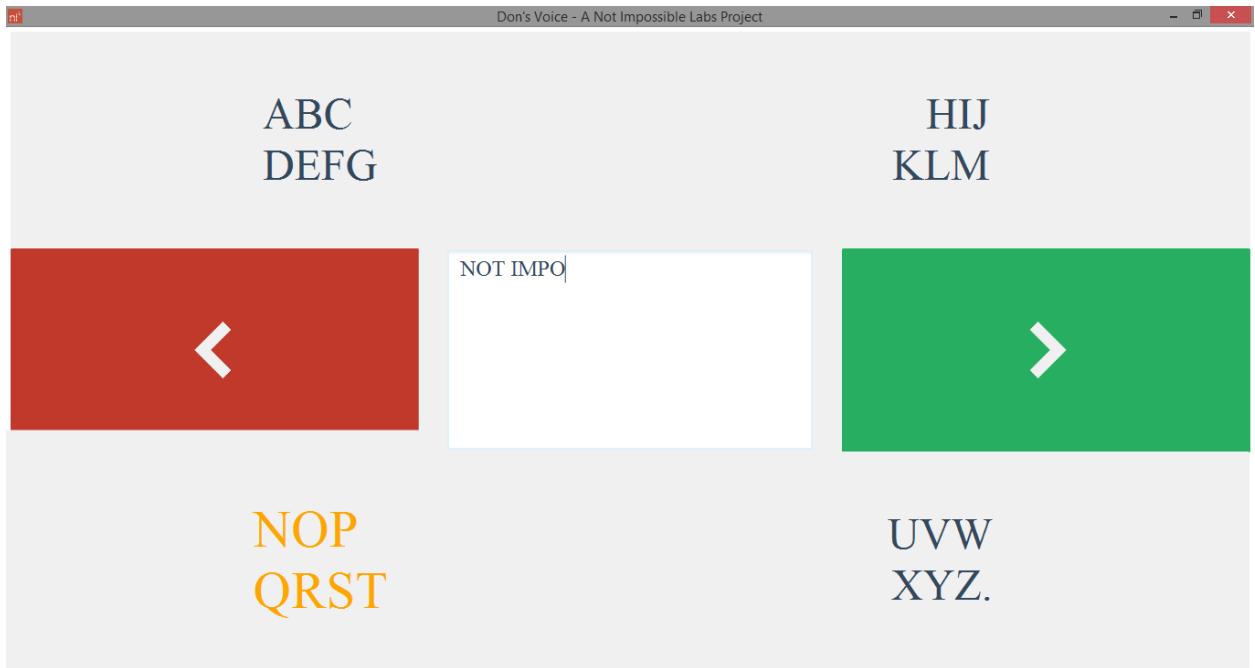 Don's Voice - A Not Impossible Labs Project
ABC
DEFG
HIJ
KLM
NOT IMPO
NOP
QRST
UVW
XYZ.